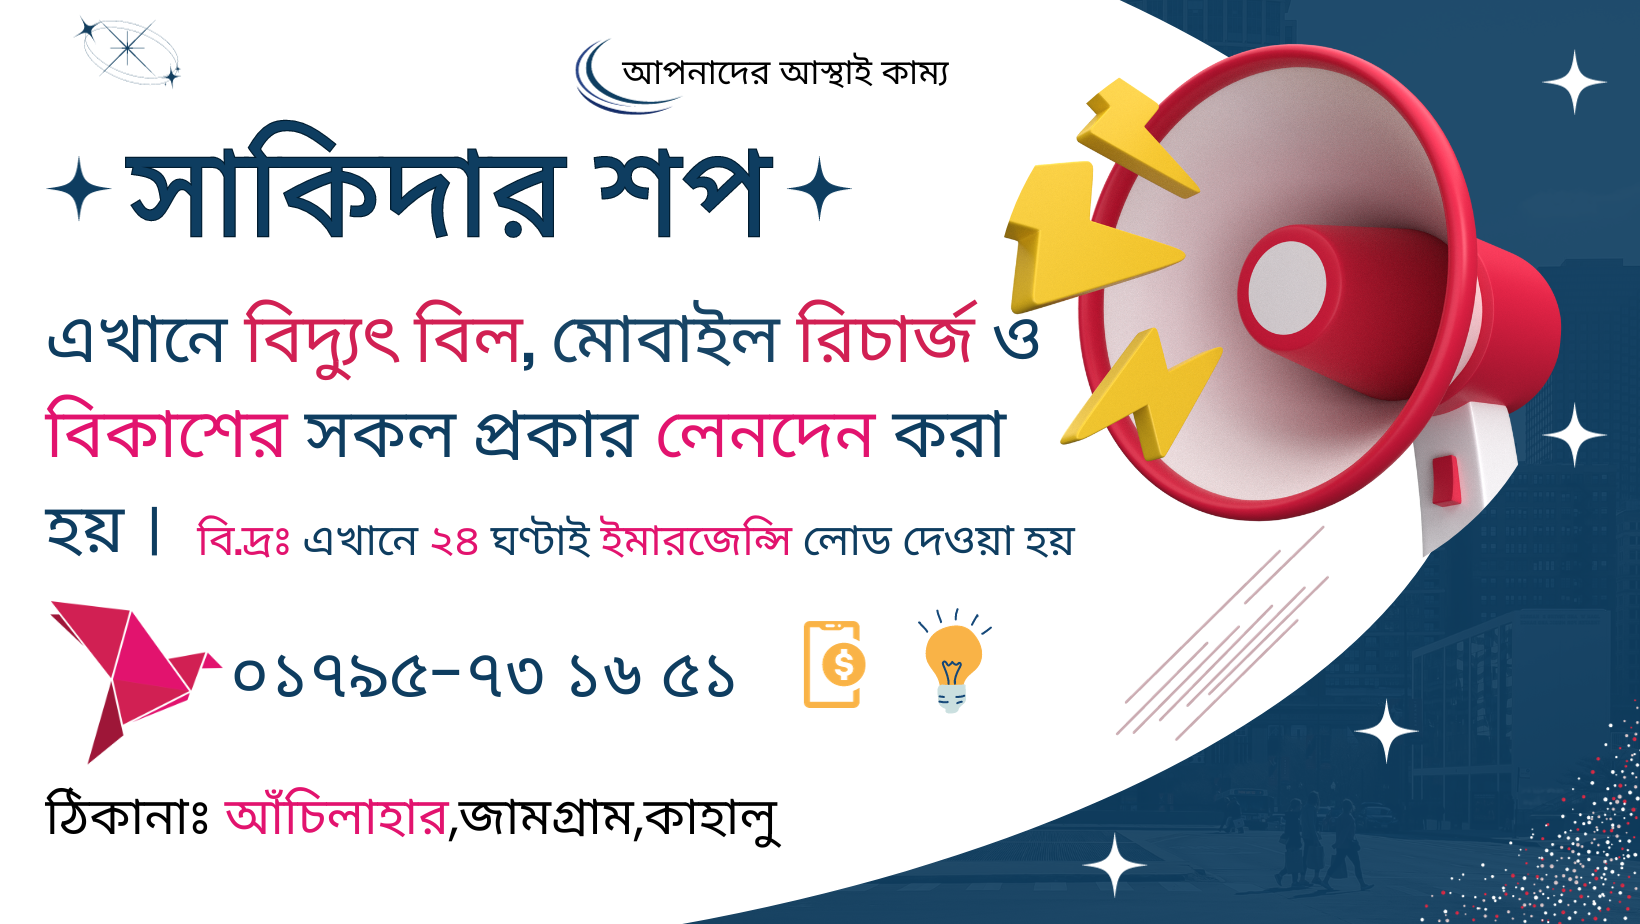 আপনাদের আস্থাই কাম্য
সাকিদার শপ
এখানে বিদ্যুৎ বিল, মোবাইল রিচার্জ ও
বিকাশের সকল প্রকার লেনদেন করা
হয় । বি.দ্রঃ এখানে ২৪ ঘণ্টাই ইমারজেন্সি লোড দেওয়া হয়
০১৭৯৫-৭৩ ১৬ ৫১
ঠিকানাঃ আঁচিলাহার,জামগ্রাম,কাহালু